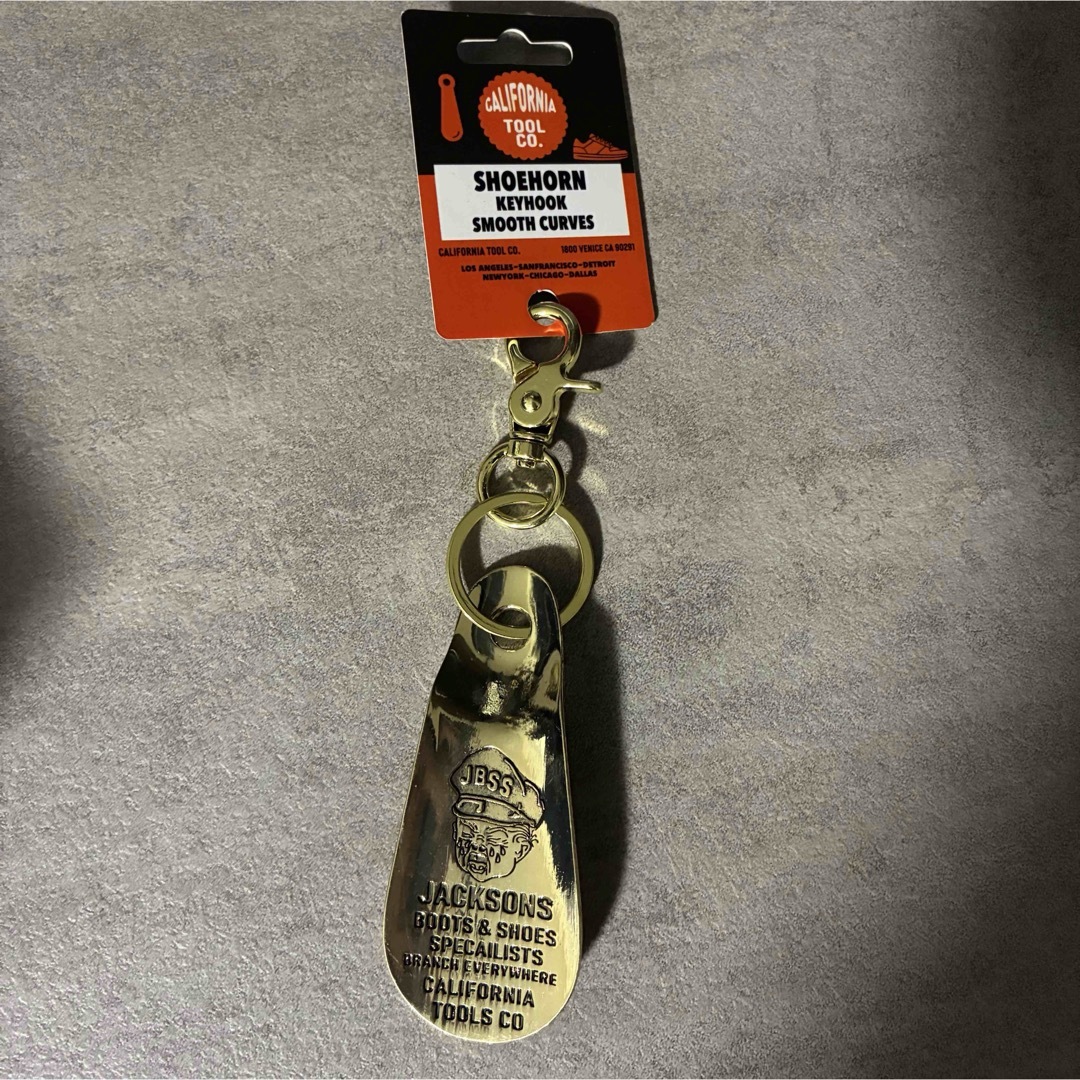 CALIFORNIA
TOOL
CO.
SHOEHORN
KEYHOOK
SMOOTH CURVES
CALIFORNIA TOOL CO. 1600 VENICE CA 90291
LOS ANGELES-SANFRANCISCO-DETROIT
NEWYORK-CHICAGO-DALLAS
JBSS
JACKSONS
BOOTS & SHOES
SPECAILISTS
BRANCH EVERYWHERE
CALIFORNIA
TOOLS CO